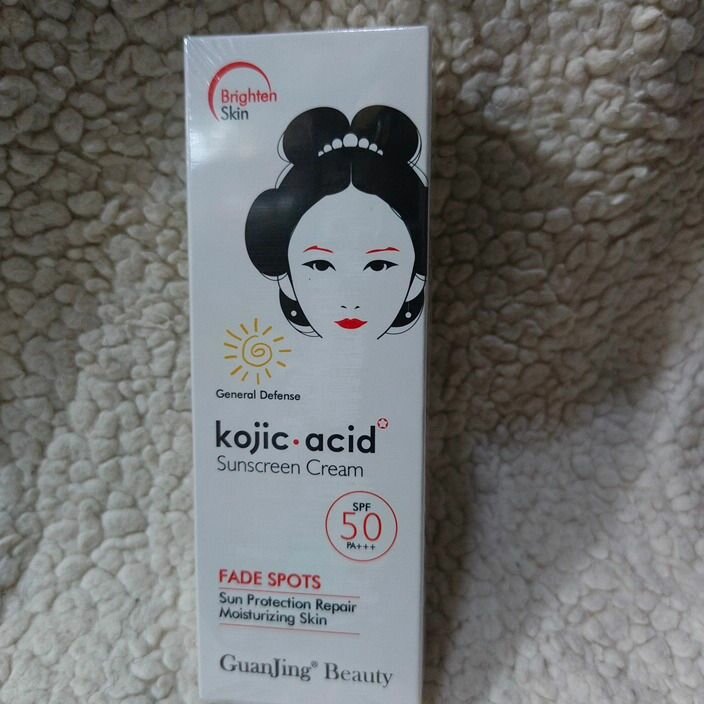 Brighten
Skin
General Defense
kojic·acid
Sunscreen Cream
SPF
50
PA+++
FADE SPOTS
Sun Protection Repair
Moisturizing Skin
GuanJing® Beauty